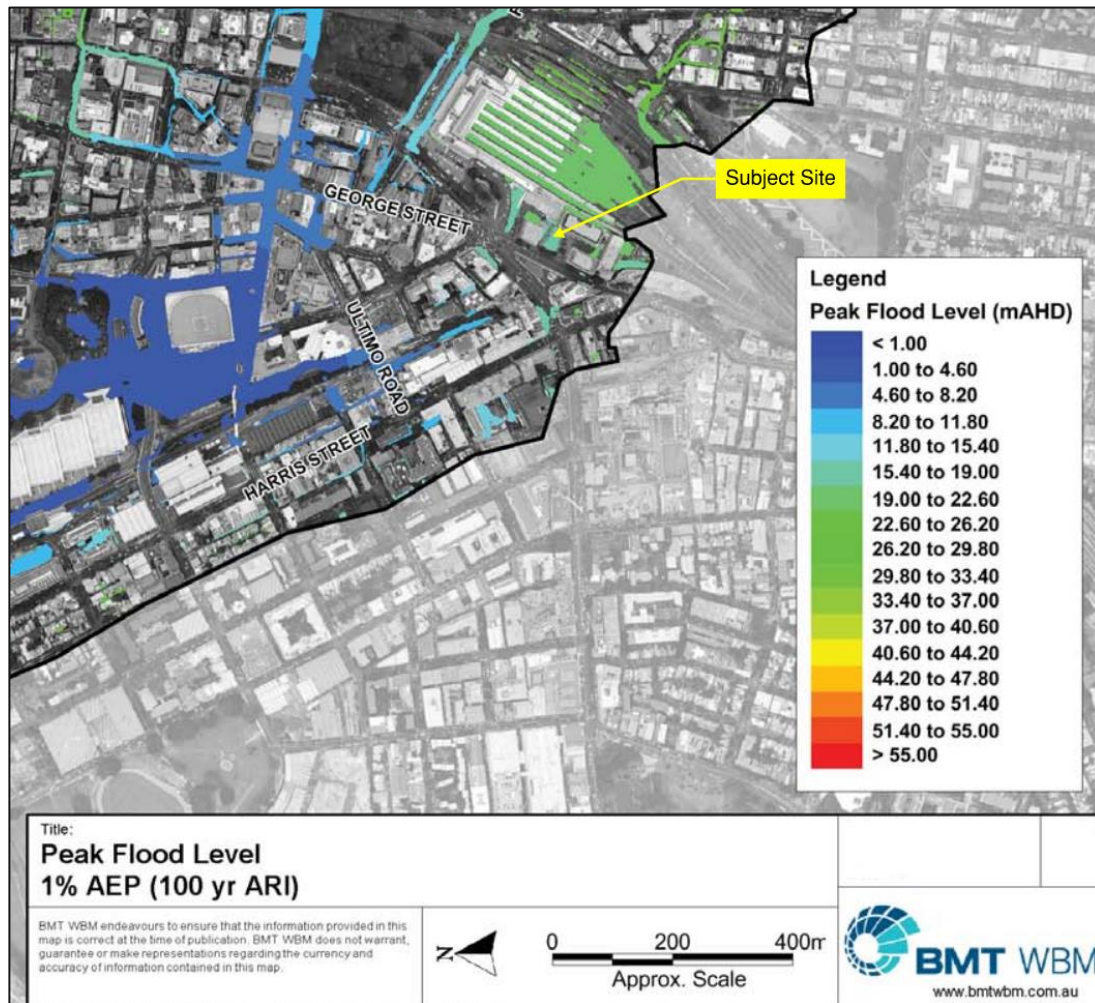 GEORGE STREET
Subject Site
ULTIMO ROAD
HARRIS STREET
Legend
Peak Flood Level (mAHD)
< 1.00
1.00 to 4.60
4.60 to 8.20
8.20 to 11.80
11.80 to 15.40
15.40 to 19.00
19.00 to 22.60
22.60 to 26.20
26.20 to 29.80
29.80 to 33.40
33.40 to 37.00
37.00 to 40.60
40.60 to 44.20
44.20 to 47.80
47.80 to 51.40
51.40 to 55.00
> 55.00
Title:
Peak Flood Level
1% AEP (100 yr ARI)
BMT WBM endeavours to ensure that the information provided in this
map is correct at the time of publication. BMT WBM does not warrant,
guarantee or make representations regarding the currency and
accuracy of information contained in this map.
N
0 200 400m
Approx. Scale
BMT WBM
www.bmtwbm.com.au